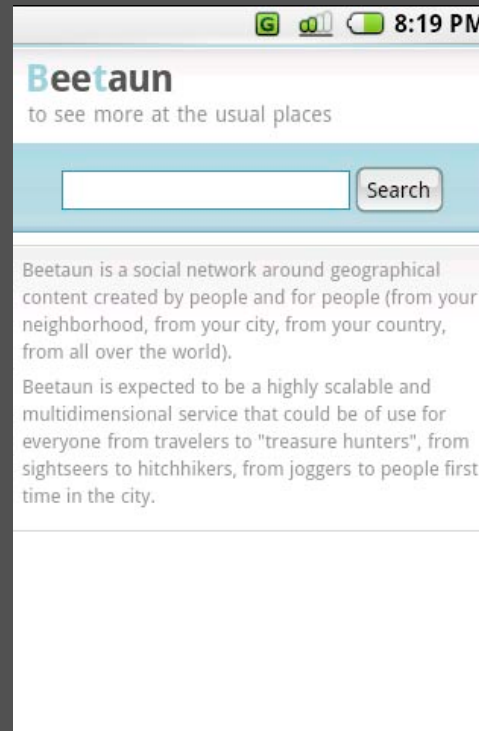 G 8:19 PM
Beetaun
to see more at the usual places
Search
Beetaun is a social network around geographical
content created by people and for people (from your
neighborhood, from your city, from your country,
from all over the world).
Beetaun is expected to be a highly scalable and
multidimensional service that could be of use for
everyone from travelers to "treasure hunters", from
sightseers to hitchhikers, from joggers to people first
time in the city.